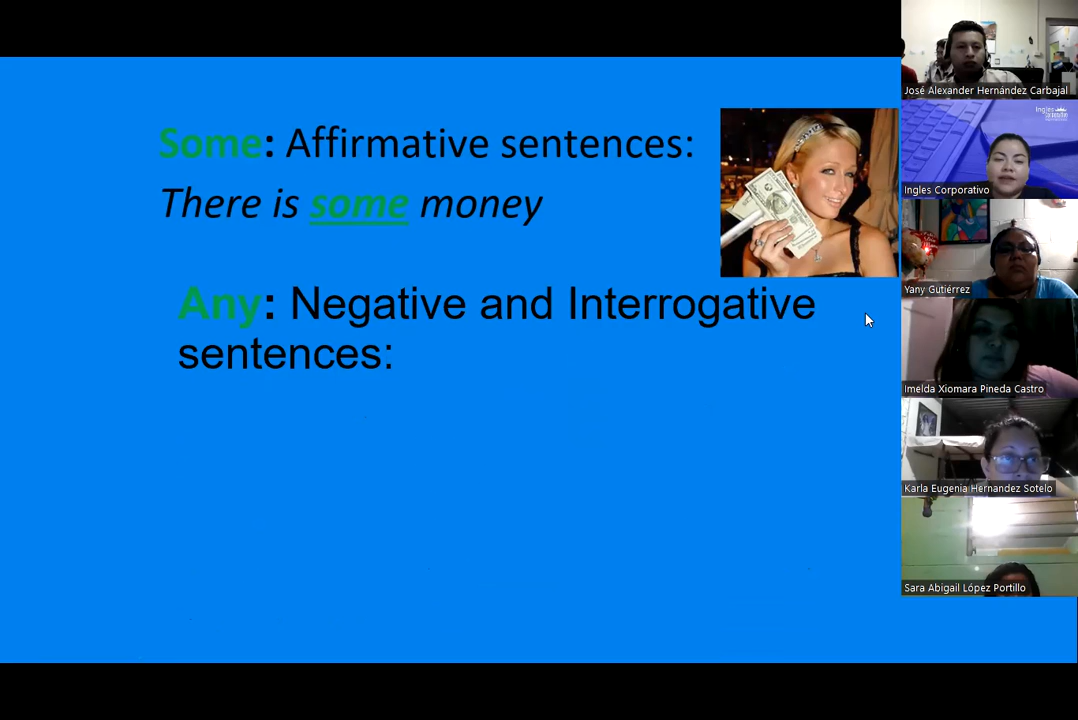 Some: Affirmative sentences:
There is some money
Any: Negative and Interrogative
sentences:
José Alexander Hernández Carbajal
Ingles Corporativo
Yany Gutiérrez
Imelda Xiomara Pineda Castro
Karla Eugenia Hernandez Sotelo
Sara Abigail López Portillo